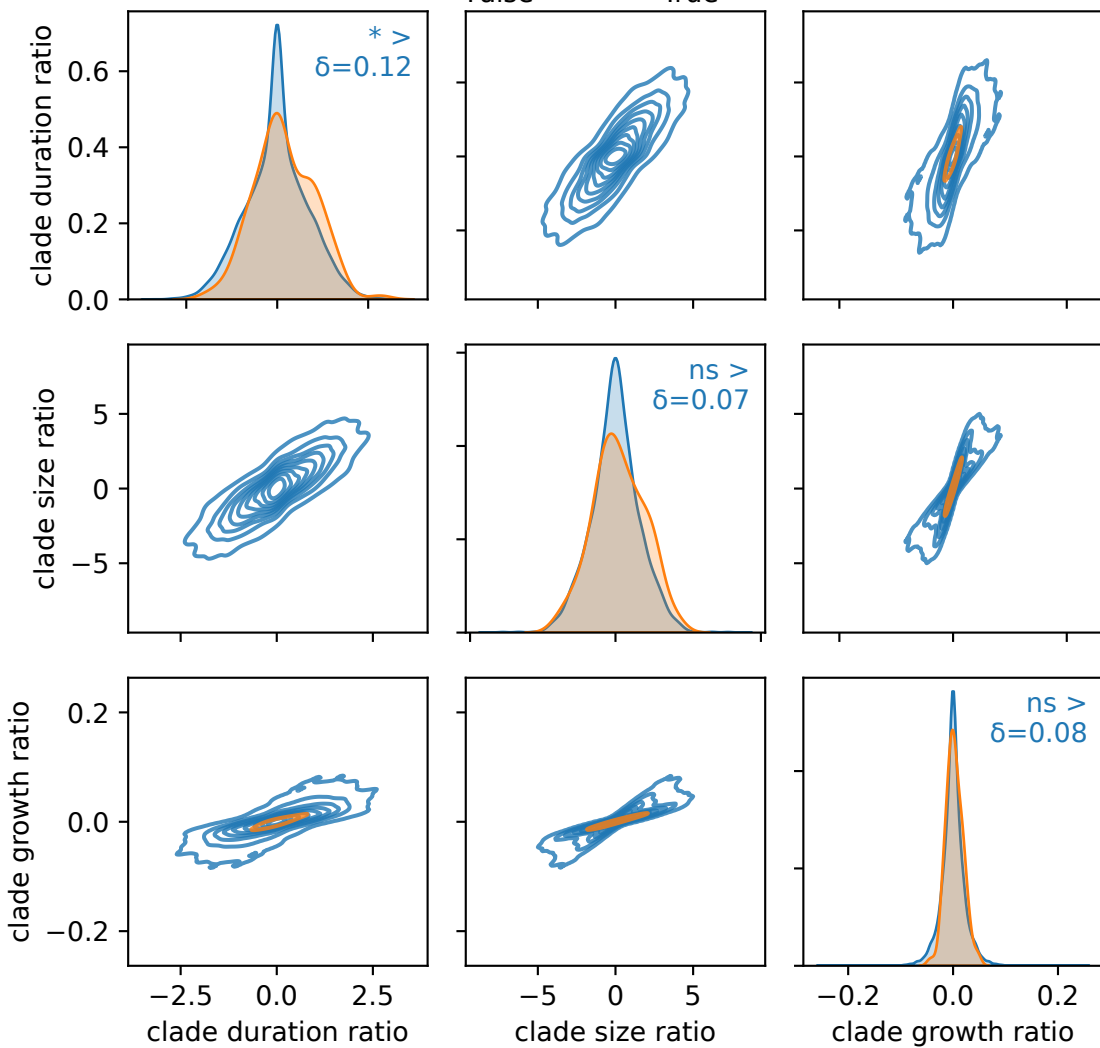 * >
δ=0.12
clade duration ratio
0.6
0.4
0.2
0.0
ns >
δ=0.07
clade size ratio
5
0
−5
ns >
δ=0.08
clade growth ratio
0.2
0.0
−0.2
−2.5 0.0 2.5 −5 0 5 −0.2 0.0 0.2
clade duration ratio clade size ratio clade growth ratio